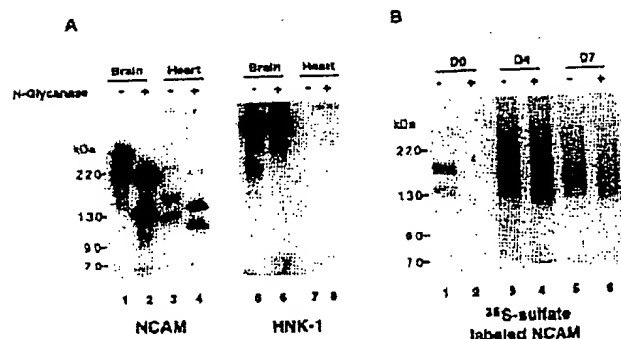 A
Brain Heart
N-Glycanase - + - +
kDa
220-
130-
90-
70-
1 2 3 4
NCAM
Brain Heart
- + - +
5 6 7 8
HNK-1
B
D0 D4 D7
- + - + - +
kDa
220-
130-
90-
70-
1 2 3 4 5 6
35S-sulfate
labeled NCAM